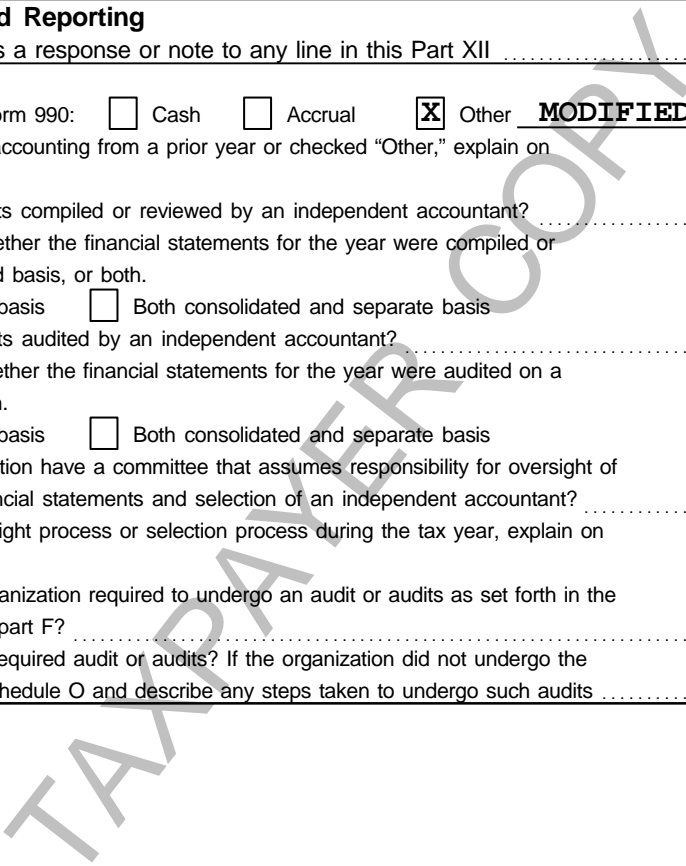 d Reporting
s a response or note to any line in this Part XII
orm 990: Cash Accrual X Other MODIFIED
accounting from a prior year or checked “Other,” explain on
ts compiled or reviewed by an independent accountant?
ether the financial statements for the year were compiled or
d basis, or both.
basis Both consolidated and separate basis
ts audited by an independent accountant?
ether the financial statements for the year were audited on a
.
basis Both consolidated and separate basis
tion have a committee that assumes responsibility for oversight of
ncial statements and selection of an independent accountant?
ight process or selection process during the tax year, explain on
anization required to undergo an audit or audits as set forth in the
part F?
equired audit or audits? If the organization did not undergo the
hedule O and describe any steps taken to undergo such audits
TAXPAYER COPY